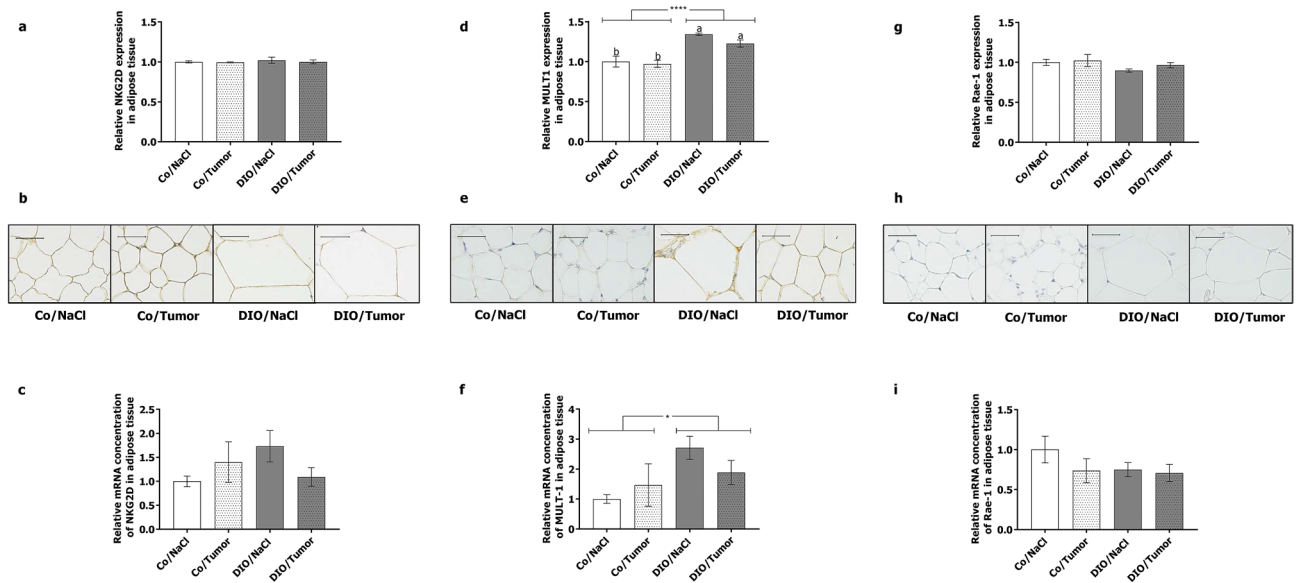 a
Relative NKG2D expression
in adipose tissue
1.5
1.0
0.5
0.0
Co/NaCl
Co/Tumor
DIO/NaCl
DIO/Tumor
d
Relative MULT1 expression
in adipose tissue
1.5
1.0
0.5
0.0
****
b
b
a
a
Co/NaCl
Co/Tumor
DIO/NaCl
DIO/Tumor
g
Relative Rae-1 expression
in adipose tissue
1.5
1.0
0.5
0.0
Co/NaCl
Co/Tumor
DIO/NaCl
DIO/Tumor
b
Co/NaCl
Co/Tumor
DIO/NaCl
DIO/Tumor
e
Co/NaCl
Co/Tumor
DIO/NaCl
DIO/Tumor
h
Co/NaCl
Co/Tumor
DIO/NaCl
DIO/Tumor
c
Relative mRNA concentration
of NKG2D in adipose tissue
2.5
2.0
1.5
1.0
0.5
0.0
Co/NaCl
Co/Tumor
DIO/NaCl
DIO/Tumor
f
Relative mRNA concentration
of MULT-1 in adipose tissue
4
3
2
1
0
*
Co/NaCl
Co/Tumor
DIO/NaCl
DIO/Tumor
i
Relative mRNA concentration
of Rae-1 in adipose tissue
1.5
1.0
0.5
0.0
Co/NaCl
Co/Tumor
DIO/NaCl
DIO/Tumor